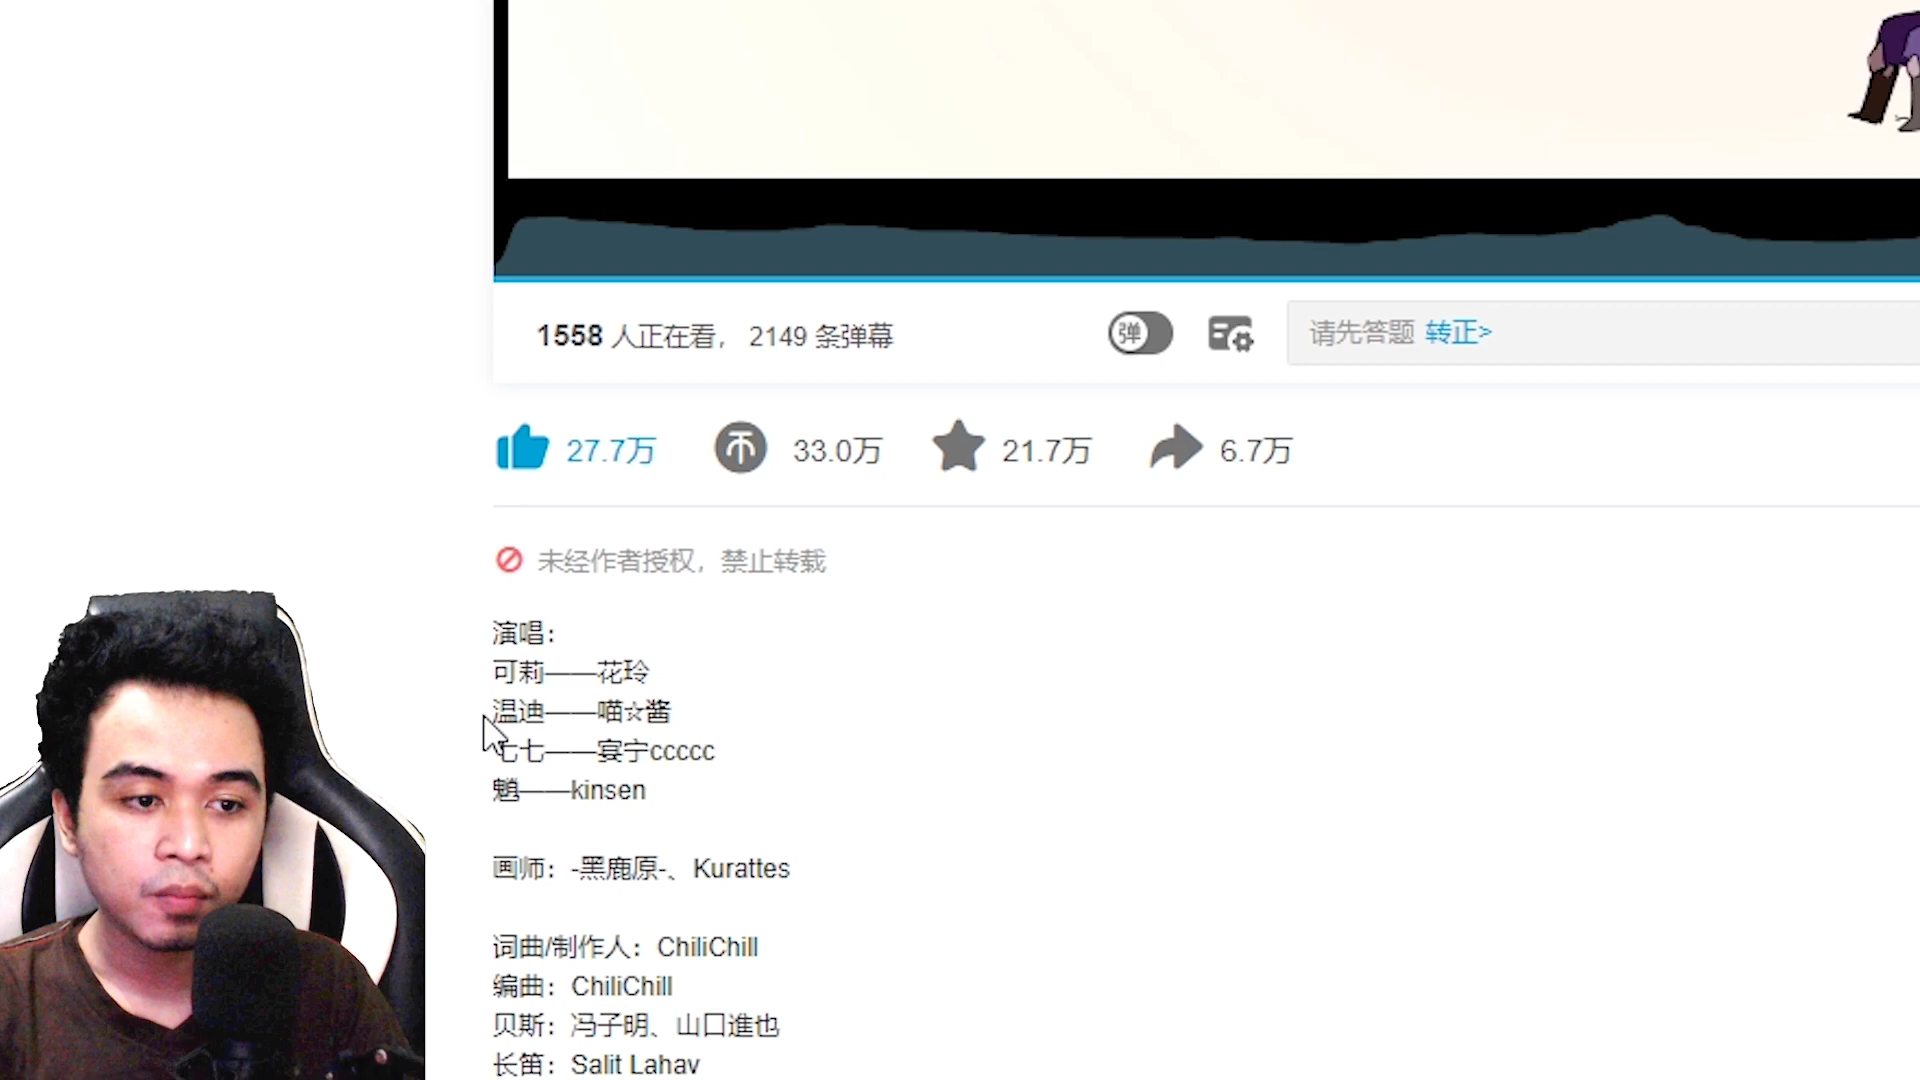 1558 人正在看， 2149 条弹幕
弹
请先答题 转正>
27.7万 33.0万 21.7万 6.7万
未经作者授权，禁止转载
演唱：
可莉——花玲
温迪——喵☆酱
七七——宴宁ccccc
魈——kinsen
画师：-黑鹿原-、Kurattes
词曲/制作人：ChiliChill
编曲：ChiliChill
贝斯：冯子明、山口進也
长笛：Salit Lahav